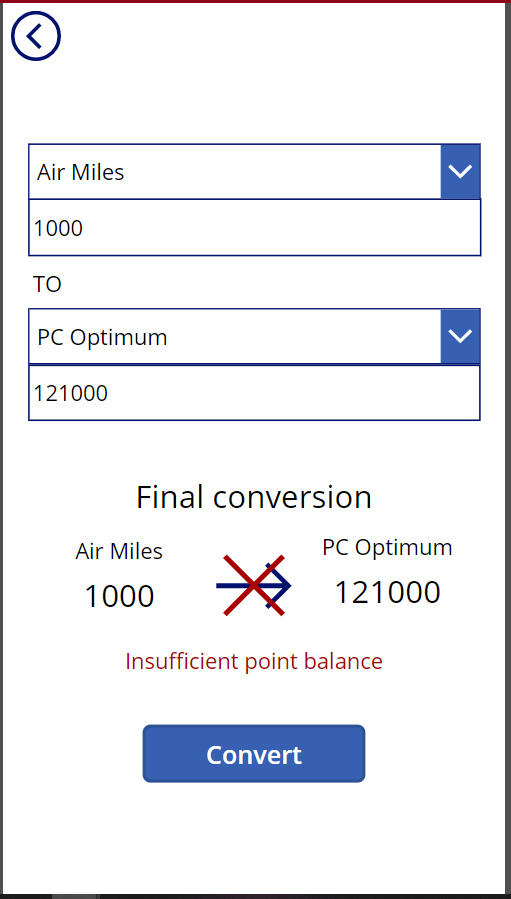 Air Miles
1000
TO
PC Optimum
121000
Final conversion
Air Miles PC Optimum
1000 121000
Insufficient point balance
Convert